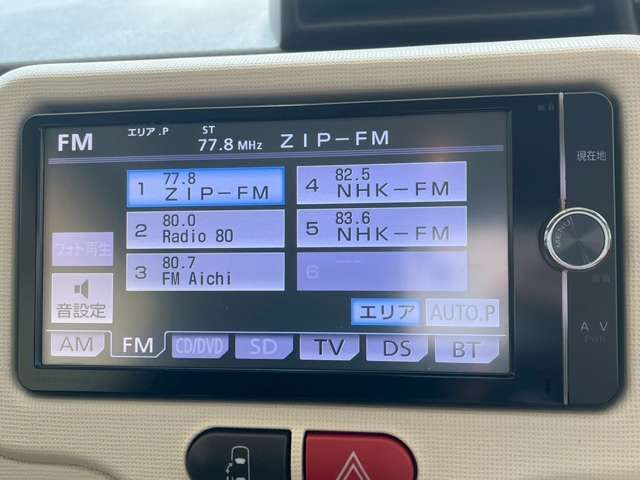 FM エリア.P ST 77.8 MHz ZIP-FM
現在地
1 77.8 ZIP-FM
4 82.5 NHK-FM
2 80.0 Radio 80
5 83.6 NHK-FM
3 80.7 FM Aichi
6
フォト再生
音設定
エリア AUTO.P
AM FM CD/DVD SD TV DS BT
MENU
A V
Push